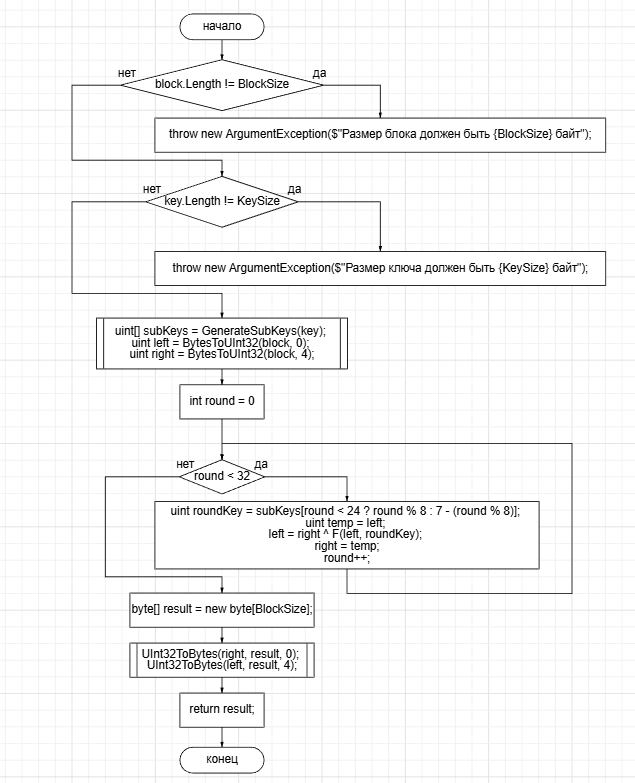 начало
нет
да
block.Length != BlockSize
throw new ArgumentException($"Размер блока должен быть {BlockSize} байт");
нет
да
key.Length != KeySize
throw new ArgumentException($"Размер ключа должен быть {KeySize} байт");
uint[] subKeys = GenerateSubKeys(key);
uint left = BytesToUInt32(block, 0);
uint right = BytesToUInt32(block, 4);
int round = 0
нет
да
round < 32
uint roundKey = subKeys[round < 24 ? round % 8 : 7 - (round % 8)];
uint temp = left;
left = right ^ F(left, roundKey);
right = temp;
round++;
byte[] result = new byte[BlockSize];
UInt32ToBytes(right, result, 0);
UInt32ToBytes(left, result, 4);
return result;
конец